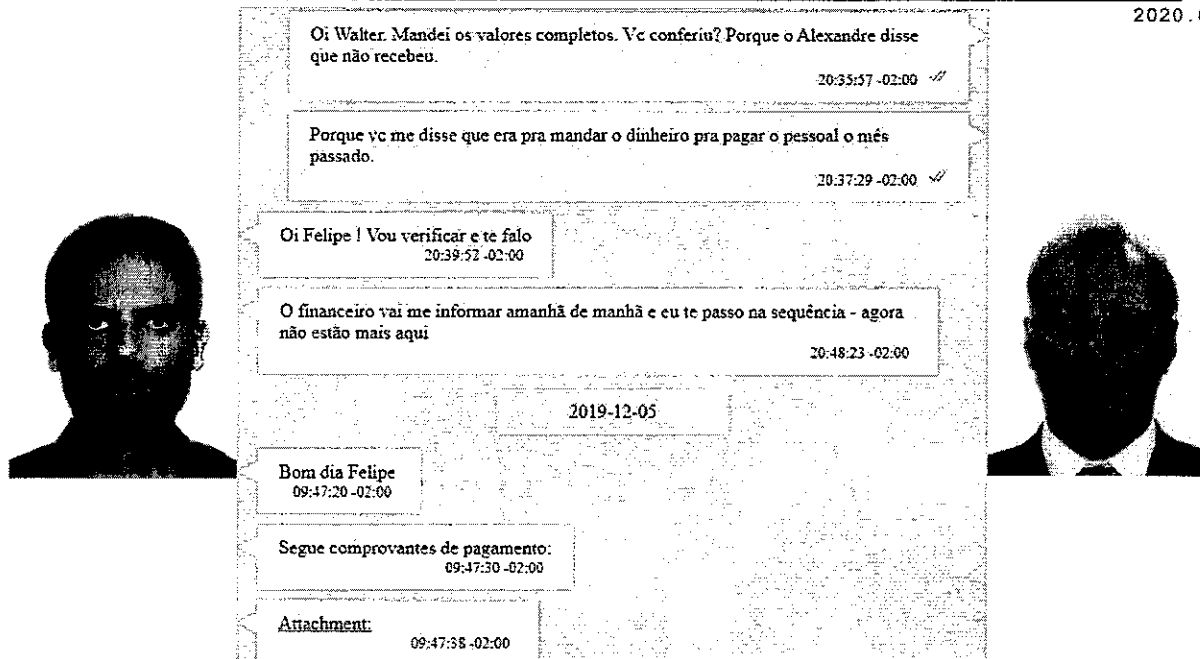 2020.
Oi Walter. Mandei os valores completos. Vc conferiu? Porque o Alexandre disse
que não recebeu.
20:35:57 -02:00
Porque vc me disse que era pra mandar o dinheiro pra pagar o pessoal o mês
passado.
20:37:29 -02:00
Oi Felipe ! Vou verificar e te falo
20:39:52 -02:00
O financeiro vai me informar amanhã de manhã e eu te passo na sequência - agora
não estão mais aqui
20:48:23 -02:00
2019-12-05
Bom dia Felipe
09:47:20 -02:00
Segue comprovantes de pagamento:
09:47:30 -02:00
Attachment:
09:47:38 -02:00